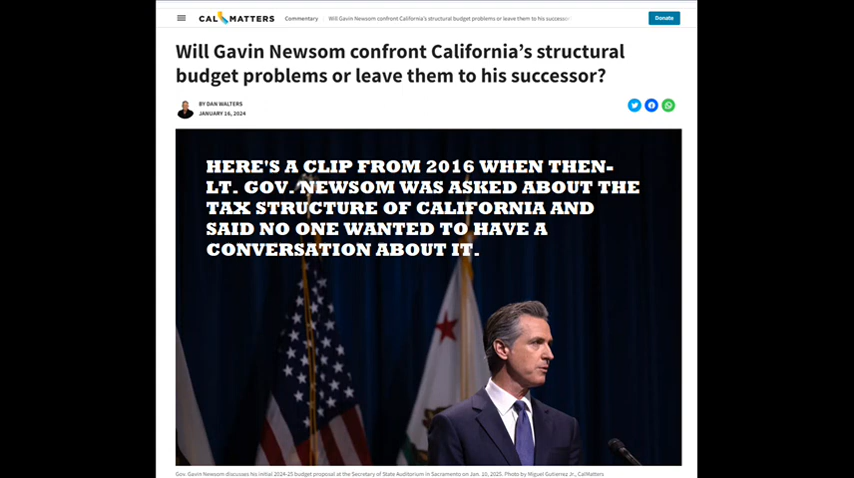 CALMATTERS Commentary Will Gavin Newsom confront California's structural budget problems or leave them to his successor?
Donate
Will Gavin Newsom confront California's structural
budget problems or leave them to his successor?
BY DAN WALTERS
JANUARY 16, 2024
HERE'S A CLIP FROM 2016 WHEN THEN-
LT. GOV. NEWSOM WAS ASKED ABOUT THE
TAX STRUCTURE OF CALIFORNIA AND
SAID NO ONE WANTED TO HAVE A
CONVERSATION ABOUT IT.
Gov. Gavin Newsom discusses his initial 2024-25 budget proposal at the Secretary of State Auditorium in Sacramento on Jan. 10, 2025. Photo by Miguel Gutierrez Jr., CalMatters